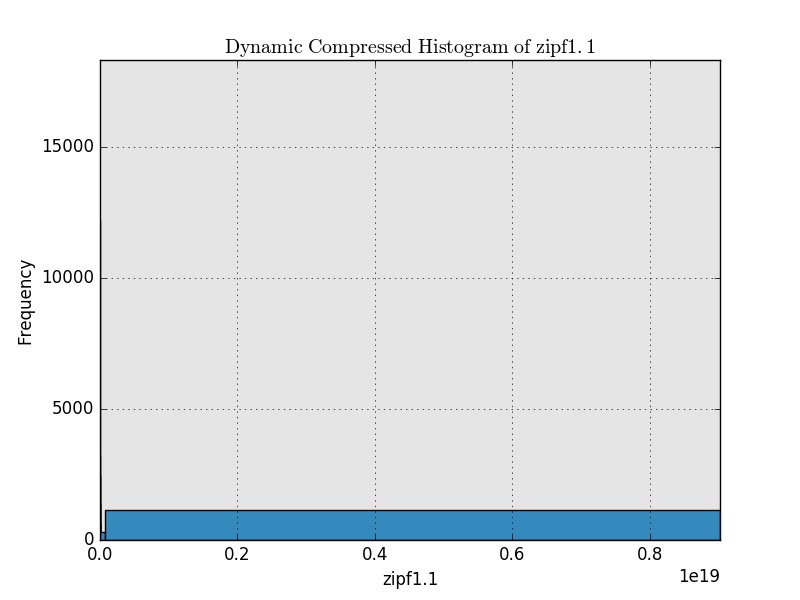 Dynamic Compressed Histogram of zipf1.1
15000
10000
5000
0
Frequency
0.0 0.2 0.4 0.6 0.8
1e19
zipf1.1